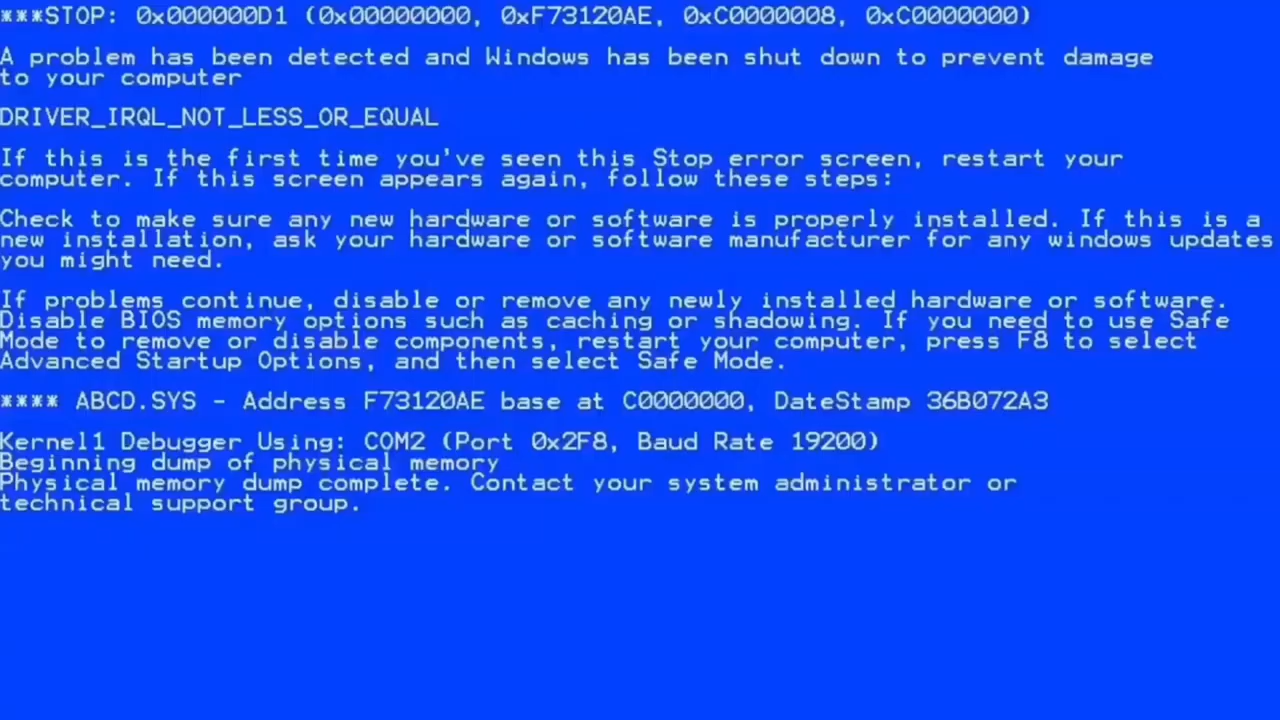 ***STOP: 0x000000D1 (0x00000000, 0xF73120AE, 0xC0000008, 0xC0000000)
A problem has been detected and Windows has been shut down to prevent damage
to your computer
DRIVER_IRQL_NOT_LESS_OR_EQUAL
If this is the first time you've seen this Stop error screen, restart your
computer. If this screen appears again, follow these steps:
Check to make sure any new hardware or software is properly installed. If this is a
new installation, ask your hardware or software manufacturer for any windows updates
you might need.
If problems continue, disable or remove any newly installed hardware or software.
Disable BIOS memory options such as caching or shadowing. If you need to use Safe
Mode to remove or disable components, restart your computer, press F8 to select
Advanced Startup Options, and then select Safe Mode.
**** ABCD.SYS - Address F73120AE base at C0000000, DateStamp 36B072A3
Kernel1 Debugger Using: COM2 (Port 0x2F8, Baud Rate 19200)
Beginning dump of physical memory
Physical memory dump complete. Contact your system administrator or
technical support group.